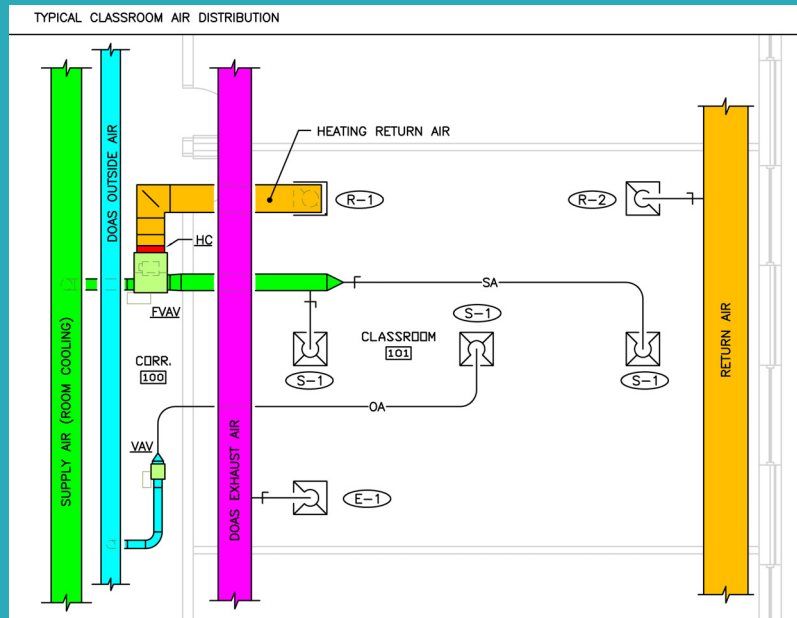 TYPICAL CLASSROOM AIR DISTRIBUTION
SUPPLY AIR (ROOM COOLING)
DOAS OUTSIDE AIR
DOAS EXHAUST AIR
HEATING RETURN AIR
R-1
R-2
HC
FVAV
SA
S-1
CLASSROOM
101
S-1
S-1
CORR.
100
OA
VAV
E-1
RETURN AIR